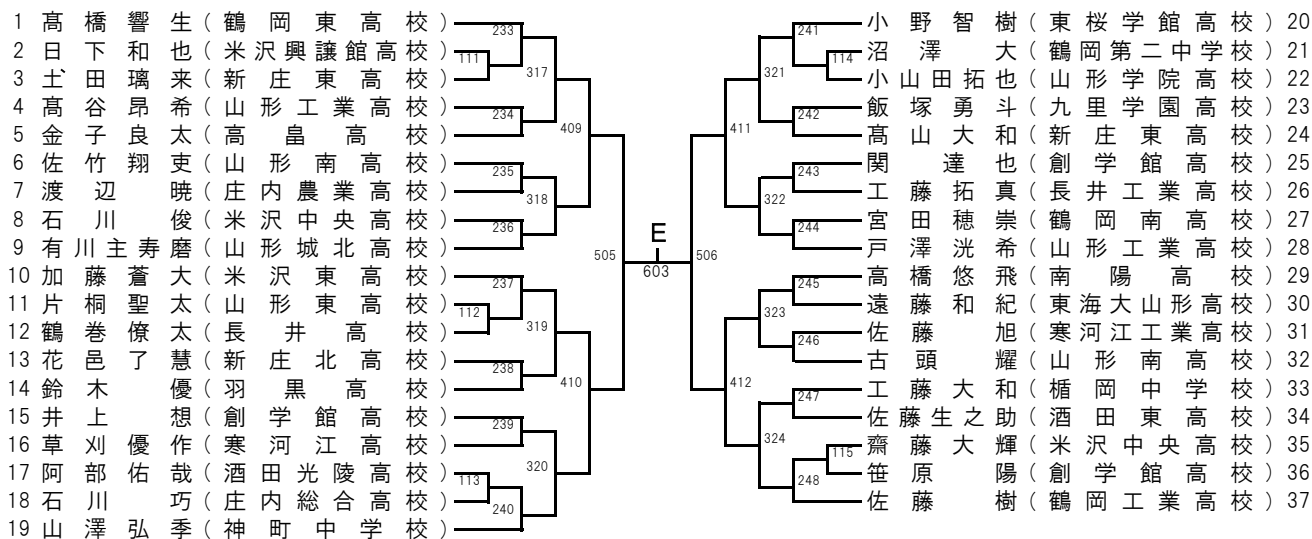 1 髙橋響生(鶴岡東高校)
2 日下和也(米沢興譲館高校)
3 土田璃来(新庄東高校)
4 髙谷昂希(山形工業高校)
5 金子良太(高畠高校)
6 佐竹翔吏(山形南高校)
7 渡辺暁(庄内農業高校)
8 石川俊(米沢中央高校)
9 有川主寿磨(山形城北高校)
10 加藤蒼大(米沢東高校)
11 片桐聖太(山形東高校)
12 鶴巻僚太(長井高校)
13 花邑了慧(新庄北高校)
14 鈴木優(羽黒高校)
15 井上想(創学館高校)
16 草刈優作(寒河江高校)
17 阿部佑哉(酒田光陵高校)
18 石川巧(庄内総合高校)
19 山澤弘季(神町中学校)
233
111
317
234
409
235
318
236
505
237
112
319
238
410
239
320
113
240
E
603
241
114
321
242
411
243
322
244
506
245
323
246
412
247
324
115
248
小野智樹(東桜学館高校)20
沼澤大(鶴岡第二中学校)21
小山田拓也(山形学院高校)22
飯塚勇斗(九里学園高校)23
髙山大和(新庄東高校)24
関達也(創学館高校)25
工藤拓真(長井工業高校)26
宮田穂崇(鶴岡南高校)27
戸澤洸希(山形工業高校)28
高橋悠飛(南陽高校)29
遠藤和紀(東海大山形高校)30
佐藤旭(寒河江工業高校)31
古頭耀(山形南高校)32
工藤大和(楯岡中学校)33
佐藤生之助(酒田東高校)34
齋藤大輝(米沢中央高校)35
笹原陽(創学館高校)36
佐藤樹(鶴岡工業高校)37